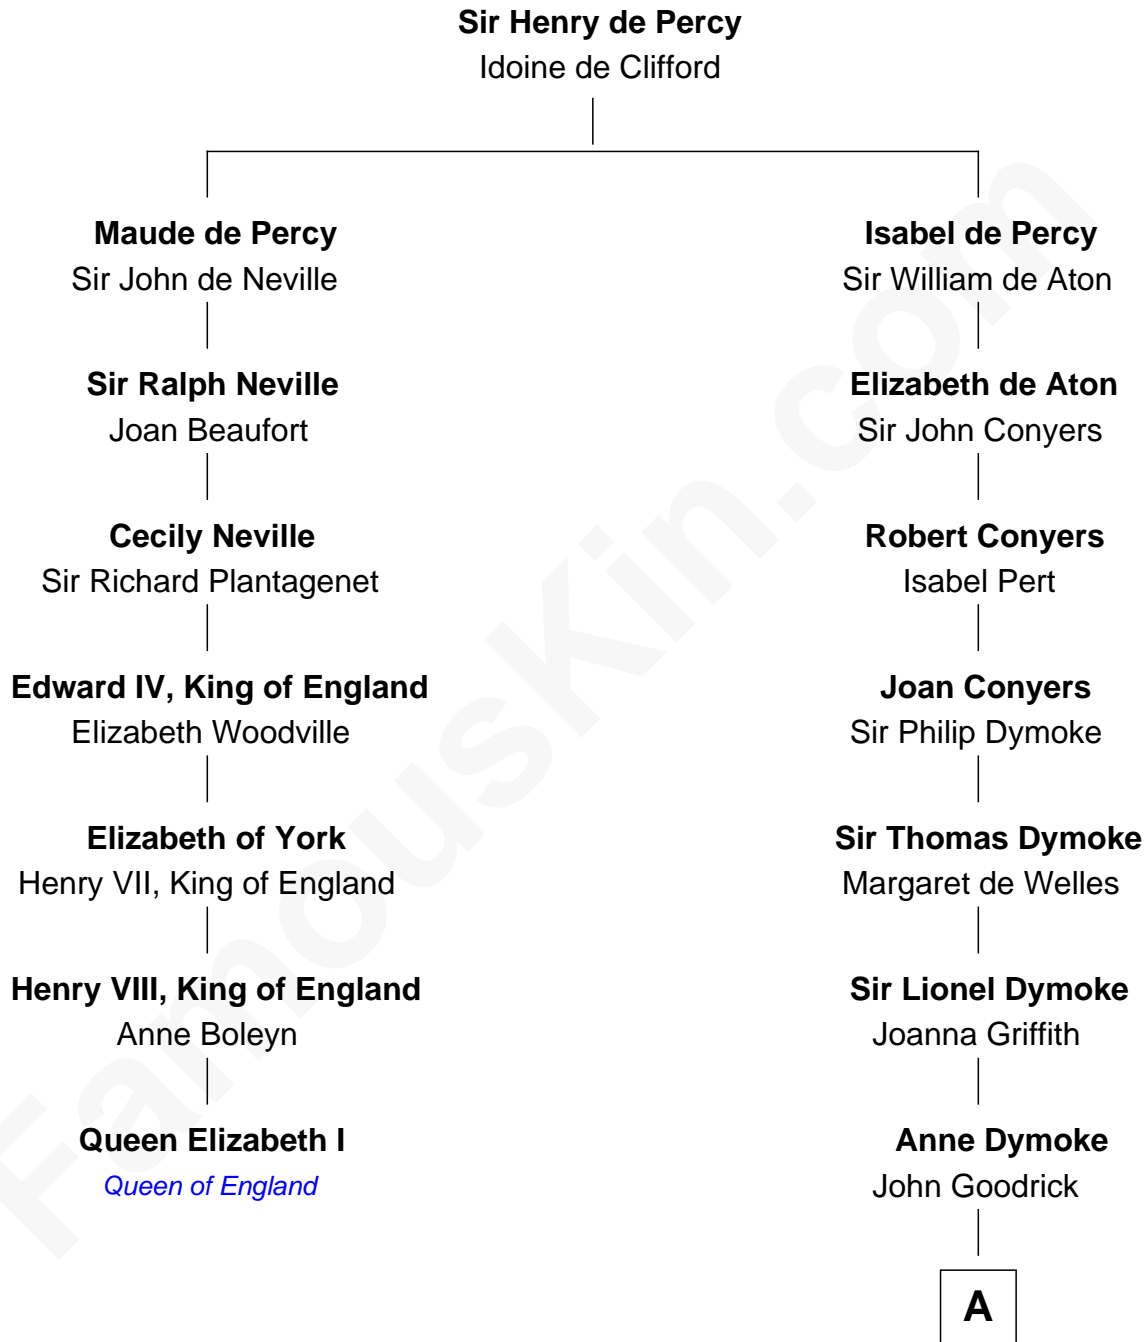 Sir Henry de Percy
Idoine de Clifford
Maude de Percy
Sir John de Neville
Isabel de Percy
Sir William de Aton
Sir Ralph Neville
Joan Beaufort
Elizabeth de Aton
Sir John Conyers
Cecily Neville
Sir Richard Plantagenet
Robert Conyers
Isabel Pert
Edward IV, King of England
Elizabeth Woodville
Joan Conyers
Sir Philip Dymoke
Elizabeth of York
Henry VII, King of England
Sir Thomas Dymoke
Margaret de Welles
Henry VIII, King of England
Anne Boleyn
Sir Lionel Dymoke
Joanna Griffith
Queen Elizabeth I
Queen of England
Anne Dymoke
John Goodrick
A
FamousKin.com